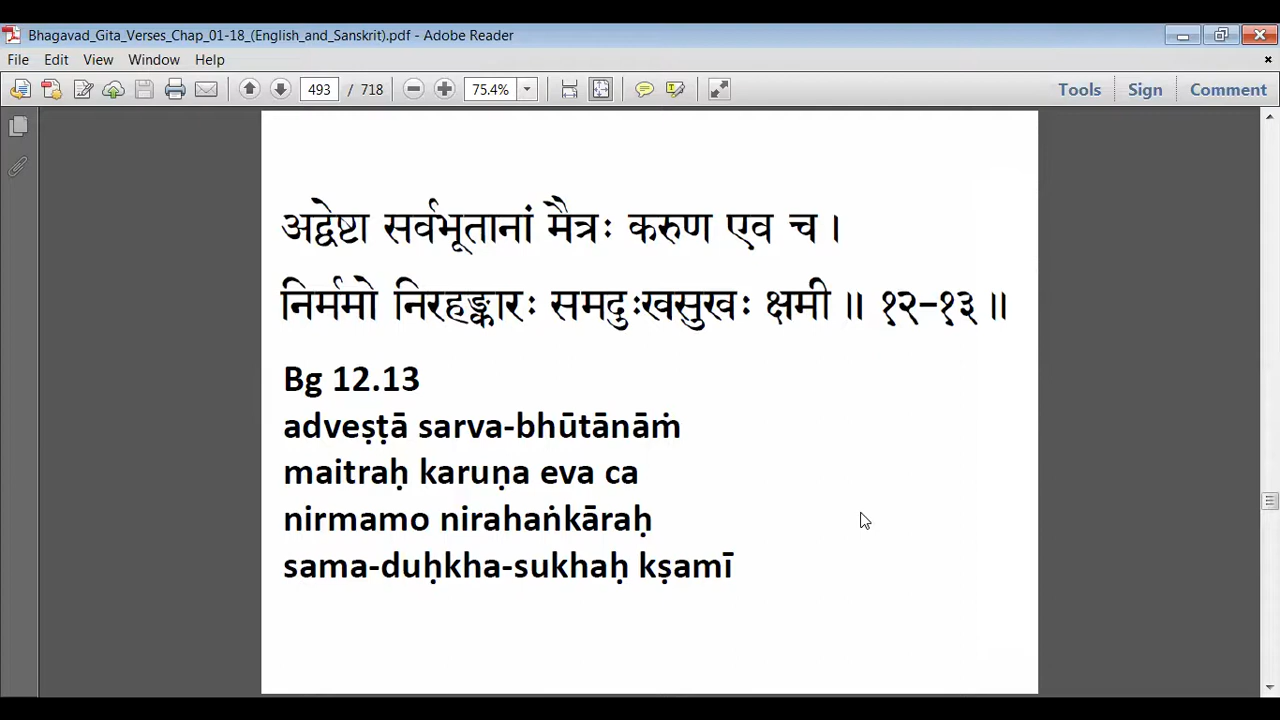 Bhagavad_Gita_Verses_Chap_01-18_(English_and_Sanskrit).pdf - Adobe Reader
File Edit View Window Help
493 / 718 75.4% Tools Sign Comment
अद्वेष्टा सर्वभूतानां मैत्रः करुण एव च ।
निर्ममो निरहङ्कारः समदुःखसुखः क्षमी ॥ १२-१३ ॥
Bg 12.13
adveṣṭā sarva-bhūtānāṁ
maitraḥ karuṇa eva ca
nirmamo nirahaṅkāraḥ
sama-duḥkha-sukhaḥ kṣamī